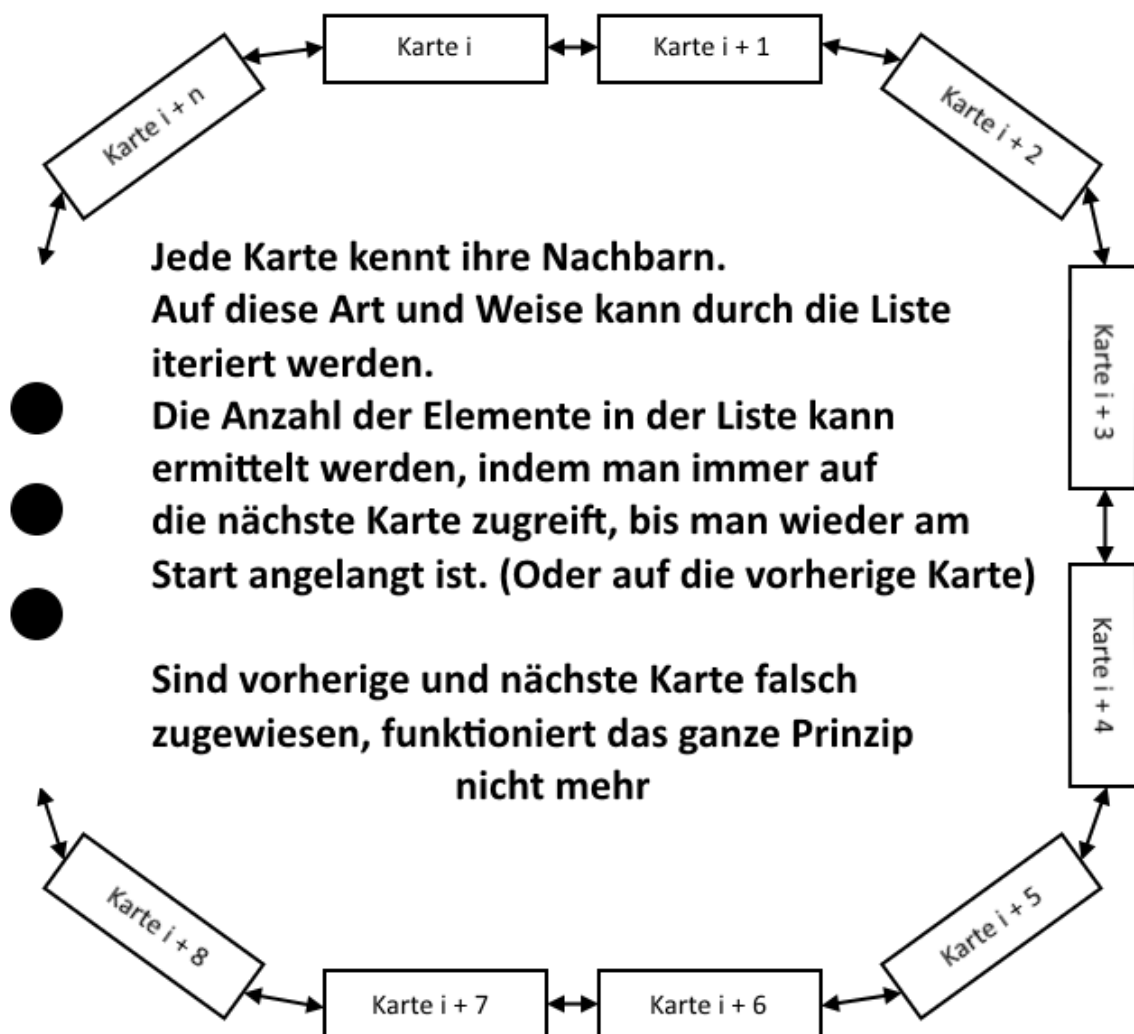 Karte i
Karte i + 1
Karte i + n
Karte i + 2
Jede Karte kennt ihre Nachbarn.
Auf diese Art und Weise kann durch die Liste
iteriert werden.
Karte i + 3
Die Anzahl der Elemente in der Liste kann
ermittelt werden, indem man immer auf
die nächste Karte zugreift, bis man wieder am
Start angelangt ist. (Oder auf die vorherige Karte)
Karte i + 4
Sind vorherige und nächste Karte falsch
zugewiesen, funktioniert das ganze Prinzip
nicht mehr
Karte i + 8
Karte i + 5
Karte i + 7
Karte i + 6